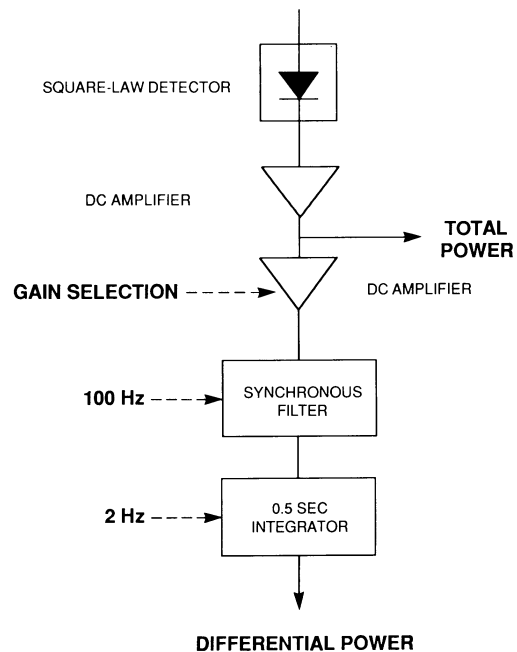 SQUARE-LAW DETECTOR
DC AMPLIFIER
TOTAL
POWER
GAIN SELECTION
DC AMPLIFIER
100 Hz
SYNCHRONOUS
FILTER
2 Hz
0.5 SEC
INTEGRATOR
DIFFERENTIAL POWER